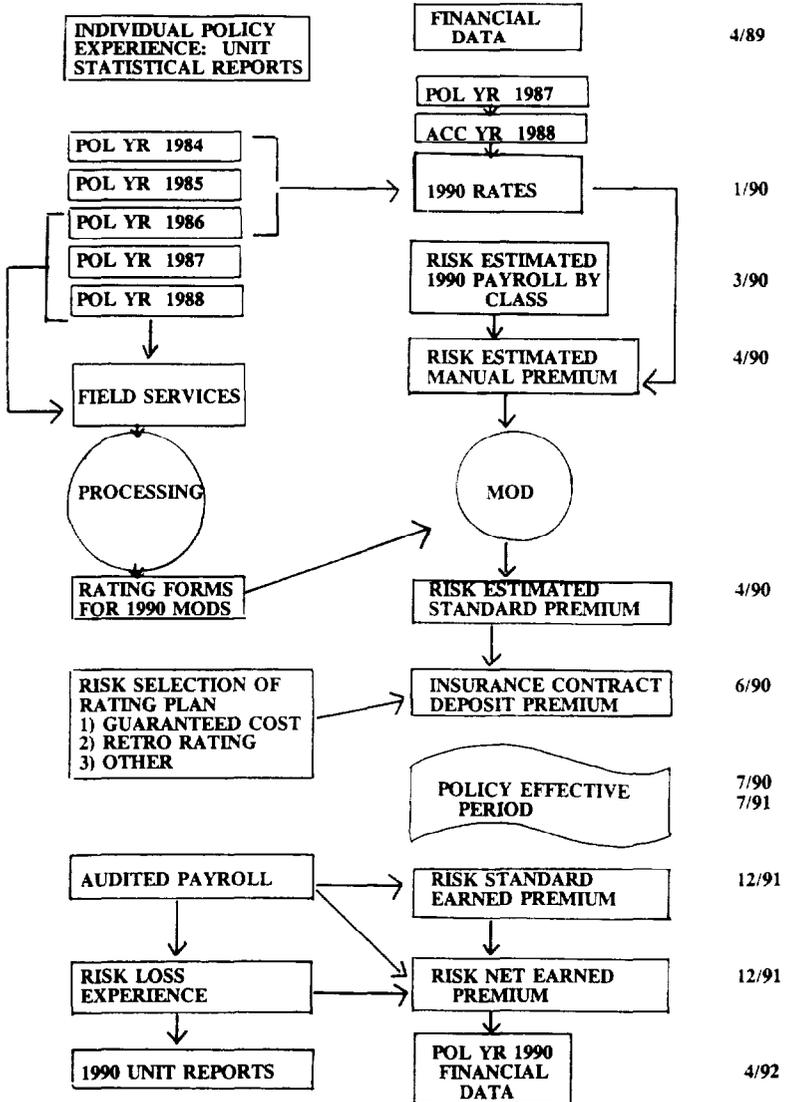 INDIVIDUAL POLICY
EXPERIENCE: UNIT
STATISTICAL REPORTS
FINANCIAL
DATA
4/89
POL YR 1987
ACC YR 1988
POL YR 1984
POL YR 1985
POL YR 1986
POL YR 1987
POL YR 1988
1990 RATES
1/90
RISK ESTIMATED
1990 PAYROLL BY
CLASS
3/90
RISK ESTIMATED
MANUAL PREMIUM
4/90
FIELD SERVICES
PROCESSING
MOD
RATING FORMS
FOR 1990 MODS
RISK ESTIMATED
STANDARD PREMIUM
4/90
RISK SELECTION OF
RATING PLAN
1) GUARANTEED COST
2) RETRO RATING
3) OTHER
INSURANCE CONTRACT
DEPOSIT PREMIUM
6/90
POLICY EFFECTIVE
PERIOD
7/90
7/91
AUDITED PAYROLL
RISK STANDARD
EARNED PREMIUM
12/91
RISK LOSS
EXPERIENCE
RISK NET EARNED
PREMIUM
12/91
1990 UNIT REPORTS
POL YR 1990
FINANCIAL
DATA
4/92